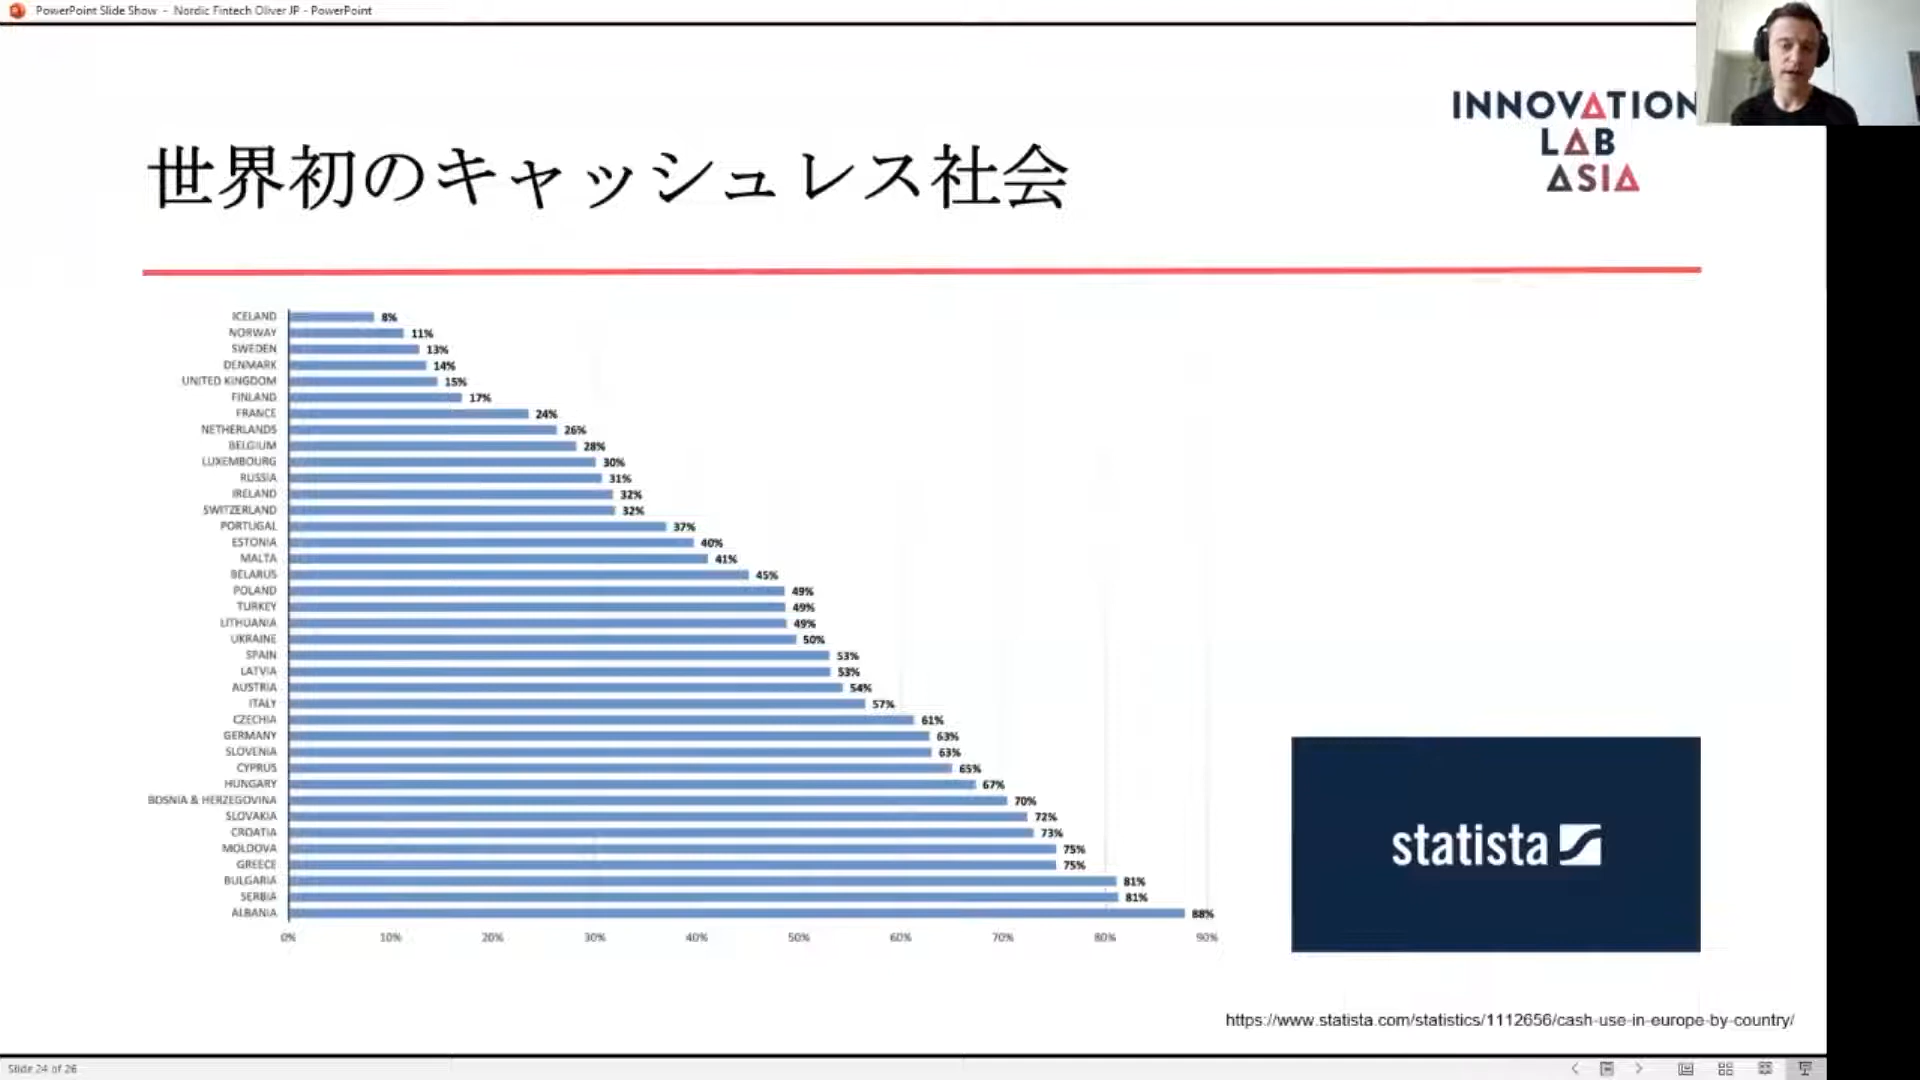 PowerPoint Slide Show - Nordic Fintech Oliver JP - PowerPoint
INNOVATION
LAB
ASIA
世界初のキャッシュレス社会
ICELAND 8%
NORWAY 11%
SWEDEN 13%
DENMARK 14%
UNITED KINGDOM 15%
FINLAND 17%
FRANCE 24%
NETHERLANDS 26%
BELGIUM 28%
LUXEMBOURG 30%
RUSSIA 31%
IRELAND 32%
SWITZERLAND 32%
PORTUGAL 37%
ESTONIA 40%
MALTA 41%
BELARUS 45%
POLAND 49%
TURKEY 49%
LITHUANIA 49%
UKRAINE 50%
SPAIN 53%
LATVIA 53%
AUSTRIA 54%
ITALY 57%
CZECHIA 61%
GERMANY 63%
SLOVENIA 63%
CYPRUS 65%
HUNGARY 67%
BOSNIA & HERZEGOVINA 70%
SLOVAKIA 72%
CROATIA 73%
MOLDOVA 75%
GREECE 75%
BULGARIA 81%
SERBIA 81%
ALBANIA 88%
0% 10% 20% 30% 40% 50% 60% 70% 80% 90%
statista
https://www.statista.com/statistics/1112656/cash-use-in-europe-by-country/
Slide 24 of 26